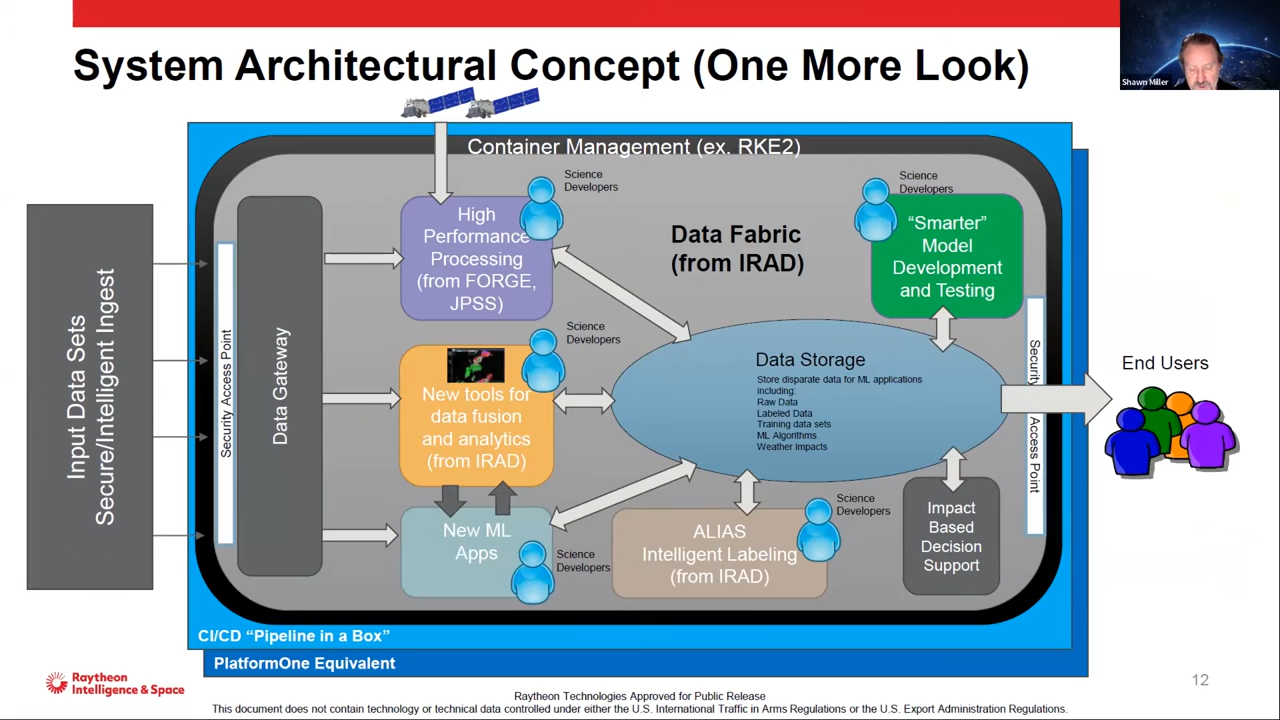 System Architectural Concept (One More Look)
Shawn Miller
Container Management (ex. RKE2)
Input Data Sets
Secure/Intelligent Ingest
Security Access Point
Data Gateway
High
Performance
Processing
(from FORGE,
JPSS)
Science
Developers
New tools for
data fusion
and analytics
(from IRAD)
Science
Developers
New ML
Apps
Science
Developers
Data Fabric
(from IRAD)
Science
Developers
“Smarter”
Model
Development
and Testing
Data Storage
Store disparate data for ML applications
including:
Raw Data
Labeled Data
Training data sets
ML Algorithms
Weather Impacts
ALIAS
Intelligent Labeling
(from IRAD)
Science
Developers
Impact
Based
Decision
Support
Security Access Point
End Users
CI/CD “Pipeline in a Box”
PlatformOne Equivalent
Raytheon
Intelligence & Space
12
Raytheon Technologies Approved for Public Release
This document does not contain technology or technical data controlled under either the U.S. International Traffic in Arms Regulations or the U.S. Export Administration Regulations.